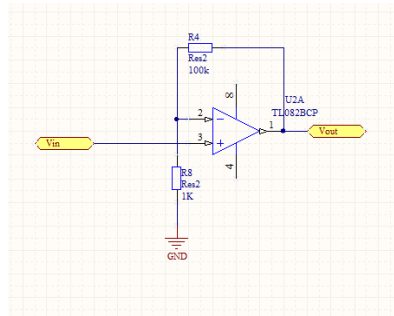 R4
Res2
100k
8
U2A
TL082BCP
2
1
Vout
3
Vin
4
R8
Res2
1K
GND